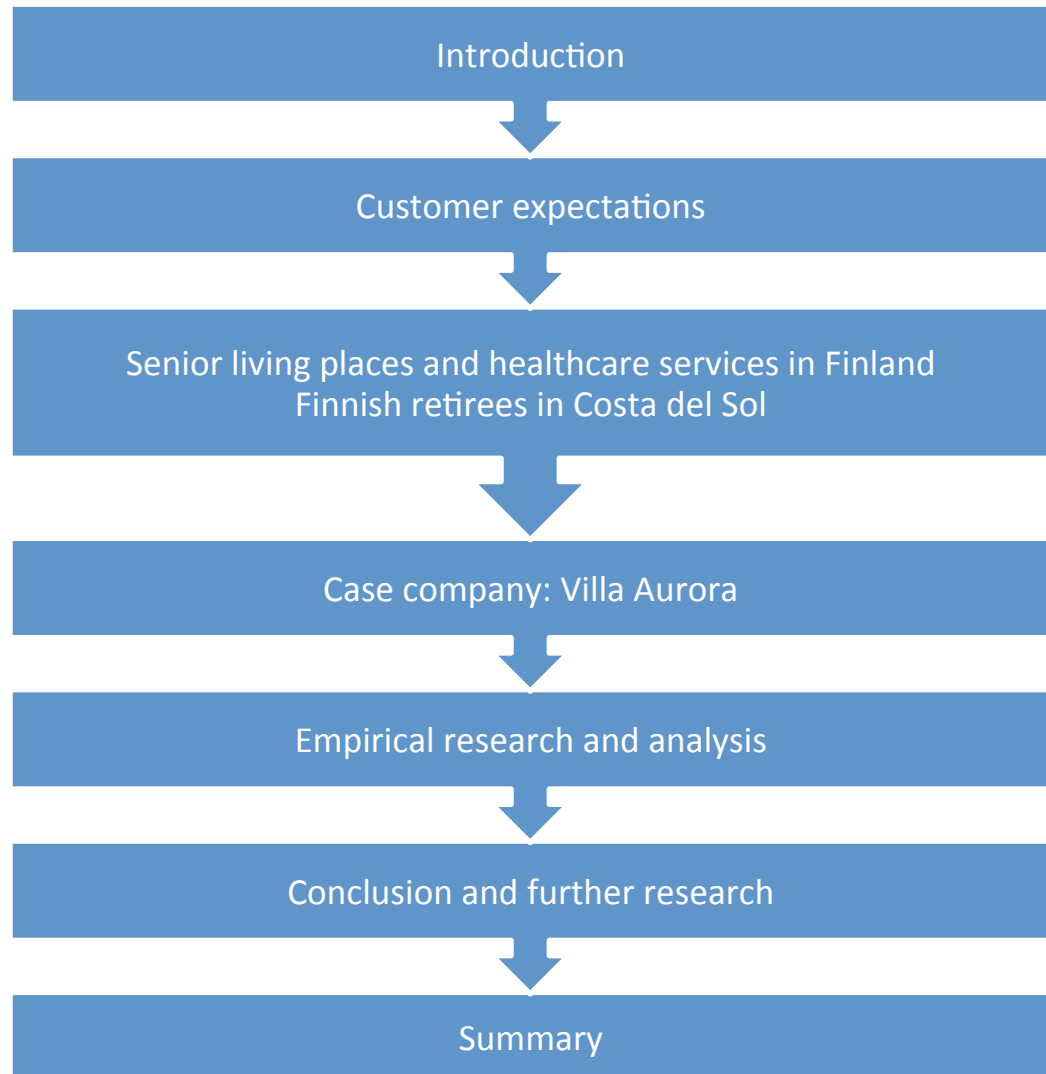 Introduction
Customer expectations
Senior living places and healthcare services in Finland
Finnish retirees in Costa del Sol
Case company: Villa Aurora
Empirical research and analysis
Conclusion and further research
Summary